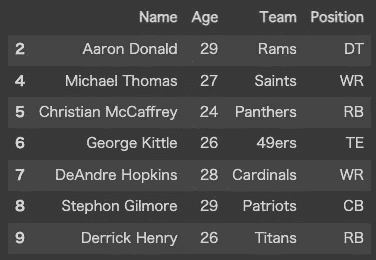 Name Age Team Position
2 Aaron Donald 29 Rams DT
4 Michael Thomas 27 Saints WR
5 Christian McCaffrey 24 Panthers RB
6 George Kittle 26 49ers TE
7 DeAndre Hopkins 28 Cardinals WR
8 Stephon Gilmore 29 Patriots CB
9 Derrick Henry 26 Titans RB